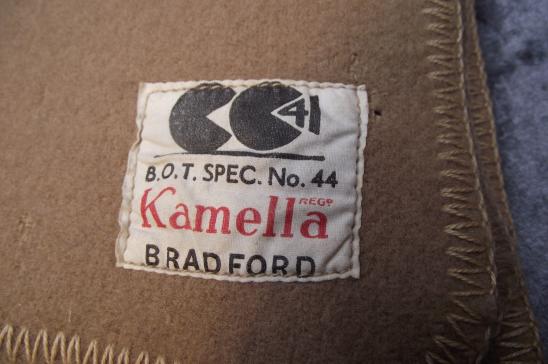 CC41
B.O.T. SPEC. No. 44
Kamella REGD
BRADFORD